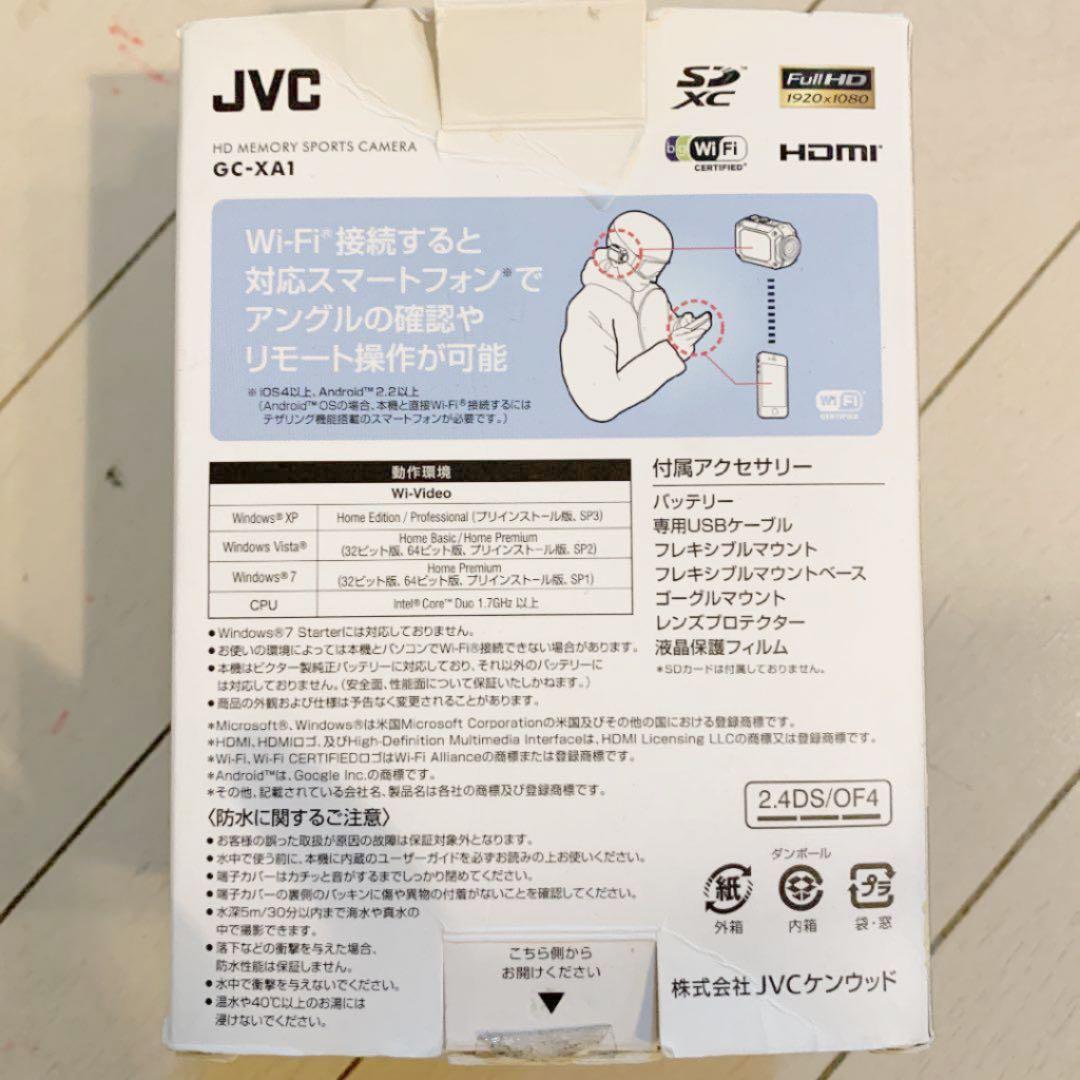 JVC
HD MEMORY SPORTS CAMERA
GC-XA1
SD XC™
Full HD
1920x1080
bg Wi Fi
CERTIFIED®
HDMI
Wi-Fi®接続すると
対応スマートフォン※で
アングルの確認や
リモート操作が可能
※iOS4以上、Android™2.2以上
(Android™OSの場合、本機と直接Wi-Fi®接続するには
テザリング機能搭載のスマートフォンが必要です。)
Wi Fi
CERTIFIED
動作環境
Wi-Video
Windows® XP Home Edition / Professional (プリインストール版、SP3)
Windows Vista® Home Basic/Home Premium
(32ビット版、64ビット版、プリインストール版、SP2)
Windows® 7 Home Premium
(32ビット版、64ビット版、プリインストール版、SP1)
CPU Intel® Core™ Duo 1.7GHz 以上
付属アクセサリー
バッテリー
専用USBケーブル
フレキシブルマウント
フレキシブルマウントベース
ゴーグルマウント
レンズプロテクター
液晶保護フィルム
*SDカードは付属しておりません。
●Windows®7 Starterには対応しておりません。
●お使いの環境によっては本機とパソコンでWi-Fi®接続できない場合があります。
●本機はビクター製純正バッテリーに対応しており、それ以外のバッテリーに
は対応しておりません。(安全面、性能面について保証いたしかねます。)
●商品の外観および仕様は予告なく変更されることがあります。
*Microsoft®、Windows®は米国Microsoft Corporationの米国及びその他の国における登録商標です。
*HDMI、HDMIロゴ、及びHigh-Definition Multimedia Interfaceは、HDMI Licensing LLCの商標又は登録商標です。
*Wi-Fi、Wi-Fi CERTIFIEDロゴはWi-Fi Allianceの商標または登録商標です。
*Android™は、Google Inc.の商標です。
*その他、記載されている会社名、製品名は各社の商標及び登録商標です。
2.4DS/OF4
〈防水に関するご注意〉
●お客様の誤った取扱が原因の故障は保証対象外となります。
●水中で使う前に、本機に内蔵のユーザーガイドを必ずお読みの上お使いください。
●端子カバーはカチッと音がするまでしっかり閉めてください。
●端子カバーの裏側のパッキンに傷や異物の付着がないことを確認してください。
●水深5m/30分以内まで海水や真水の
中で撮影できます。
●落下などの衝撃を与えた場合、
防水性能は保証しません。
●水中で衝撃を与えないでください。
●温水や40℃以上のお湯には
浸けないでください。
ダンボール
紙
プラ
外箱
内箱
袋・窓
こちら側から
お開けください
▼
株式会社 JVCケンウッド